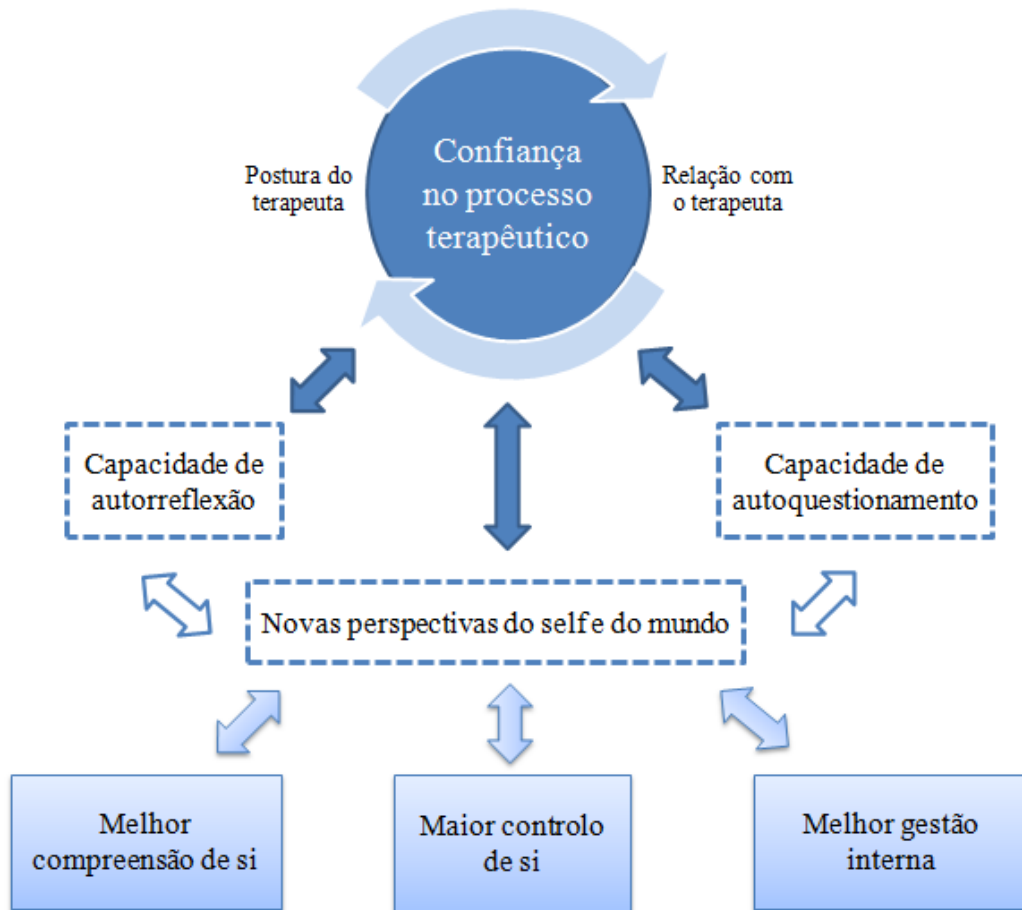 Confiança
no processo
terapêutico
Postura do
terapeuta
Relação com
o terapeuta
Capacidade de
autorreflexão
Capacidade de
autoquestionamento
Novas perspectivas do self e do mundo
Melhor
compreensão de si
Maior controlo
de si
Melhor gestão
interna